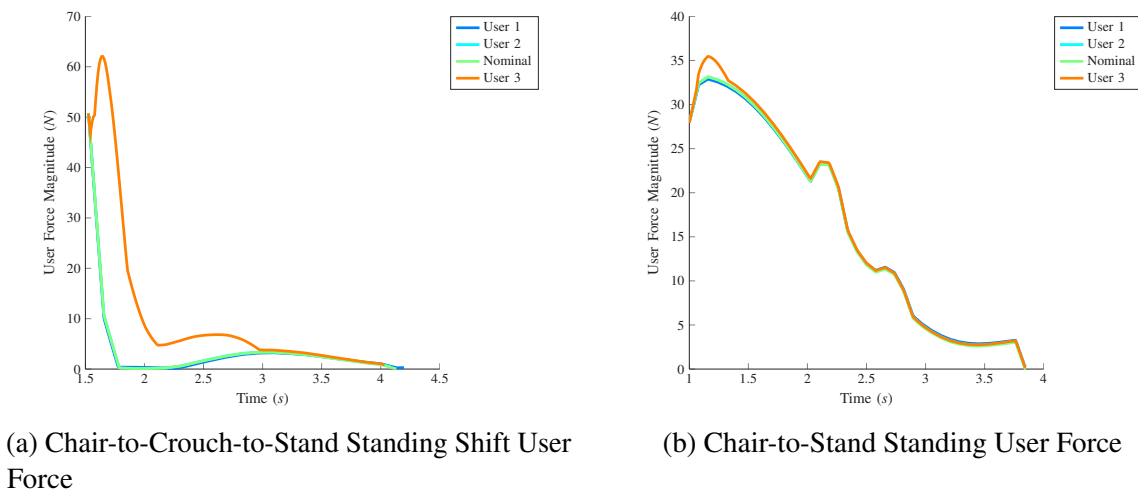 70
60
50
40
30
20
10
0
1.5
2
2.5
3
3.5
4
4.5
User Force Magnitude (N)
Time (s)
User 1
User 2
Nominal
User 3
(a) Chair-to-Crouch-to-Stand Standing Shift User
Force
40
35
30
25
20
15
10
5
0
1
1.5
2
2.5
3
3.5
4
User Force Magnitude (N)
Time (s)
User 1
User 2
Nominal
User 3
(b) Chair-to-Stand Standing User Force